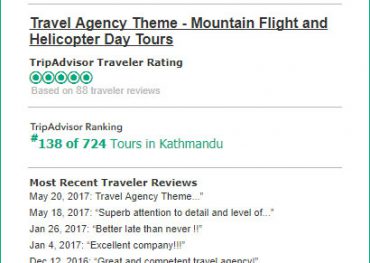 Travel Agency Theme - Mountain Flight and
Helicopter Day Tours
TripAdvisor Traveler Rating
Based on 88 traveler reviews
TripAdvisor Ranking
#138 of 724 Tours in Kathmandu
Most Recent Traveler Reviews
May 20, 2017: Travel Agency Theme..."
May 18, 2017: "Superb attention to detail and level of..."
Jan 26, 2017: "Better late than never !!"
Jan 4, 2017: "Excellent company!!!"
Dec 12, 2016: "Great and competent travel agency!"